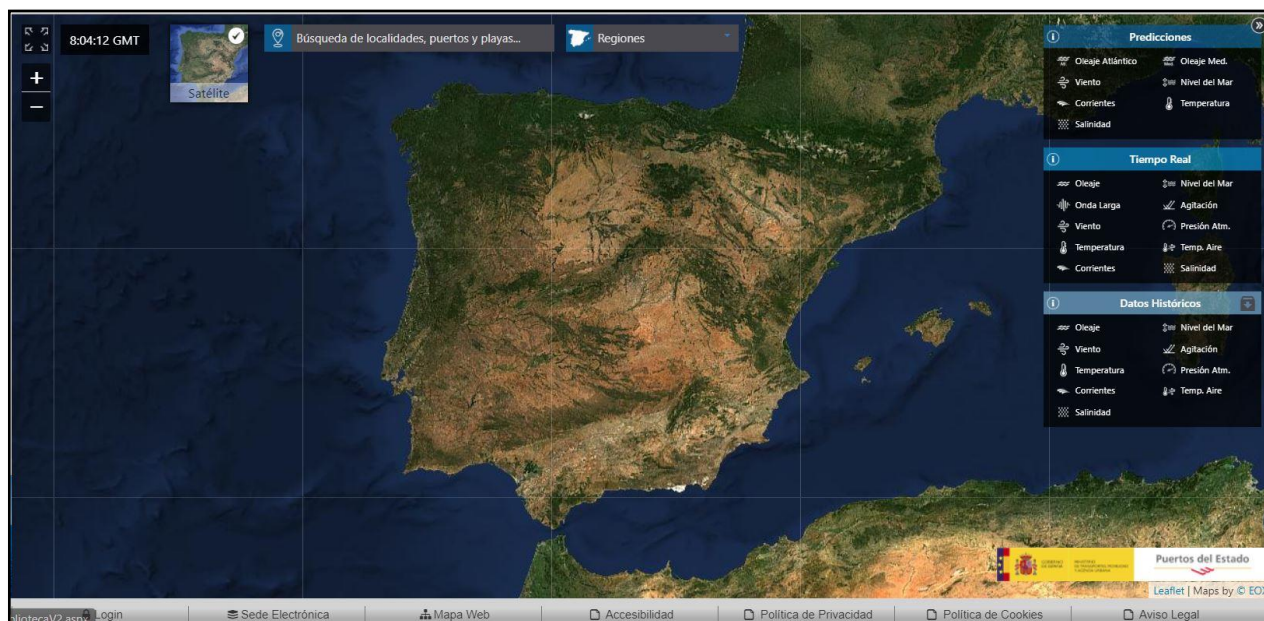 8:04:12 GMT
Satélite
Búsqueda de localidades, puertos y playas...
Regiones
Predicciones
Oleaje Atlántico
Oleaje Med.
Viento
Nivel del Mar
Corrientes
Temperatura
Salinidad
Tiempo Real
Oleaje
Nivel del Mar
Onda Larga
Agitación
Viento
Presión Atm.
Temperatura
Temp. Aire
Corrientes
Salinidad
Datos Históricos
Oleaje
Nivel del Mar
Viento
Agitación
Temperatura
Presión Atm.
Corrientes
Temp. Aire
Salinidad
GOBIERNO
DE ESPAÑA
Puertos del Estado
Leaflet | Maps by © EOX
Login
Sede Electrónica
Mapa Web
Accesibilidad
Política de Privacidad
Política de Cookies
Aviso Legal